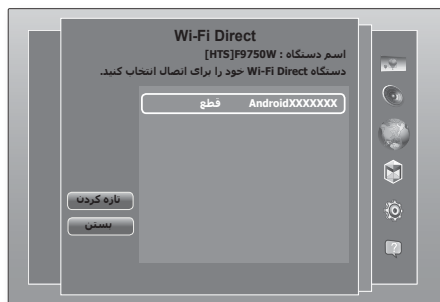 Wi-Fi Direct
اسم دستگاه : F9750W[HTS]
دستگاه Wi-Fi Direct خود را برای اتصال انتخاب کنید.
AndroidXXXXXXX قطع
تازه کردن
بستن